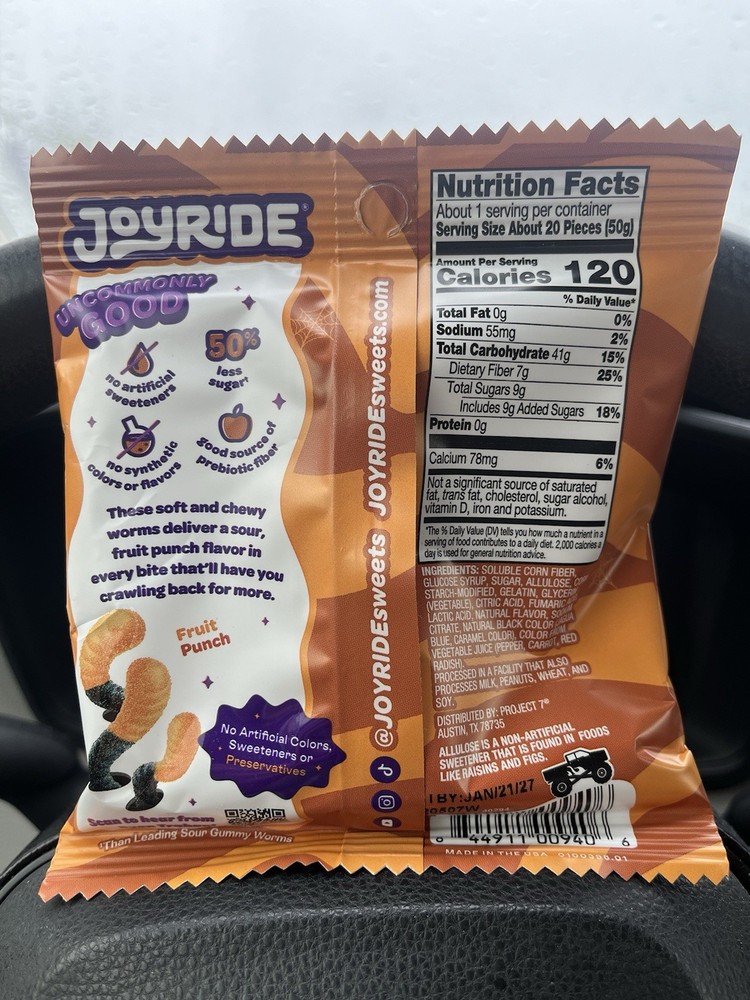 JOYRIDE
UNCOMMONLY
GOOD
no artificial
sweeteners
50%
less
sugar†
no synthetic
colors or flavors
good source of
prebiotic fiber
These soft and chewy
worms deliver a sour,
fruit punch flavor in
every bite that'll have you
crawling back for more.
Fruit
Punch
No Artificial Colors,
Sweeteners or
Preservatives
Scan to hear from
†Than Leading Sour Gummy Worms
@JOYRIDEsweets JOYRIDEsweets.com
Nutrition Facts
About 1 serving per container
Serving Size About 20 Pieces (50g)
Amount Per Serving
Calories 120
% Daily Value*
Total Fat 0g 0%
Sodium 55mg 2%
Total Carbohydrate 41g 15%
Dietary Fiber 7g 25%
Total Sugars 9g
Includes 9g Added Sugars 18%
Protein 0g
Calcium 78mg 6%
Not a significant source of saturated
fat, trans fat, cholesterol, sugar alcohol,
vitamin D, iron and potassium.
*The % Daily Value (DV) tells you how much a nutrient in a
serving of food contributes to a daily diet. 2,000 calories a
day is used for general nutrition advice.
INGREDIENTS: SOLUBLE CORN FIBER,
GLUCOSE SYRUP, SUGAR, ALLULOSE,
STARCH-MODIFIED, GELATIN,
(VEGETABLE), CITRIC ACID, FUMARIC
LACTIC ACID, NATURAL FLAVOR,
CITRATE, NATURAL BLACK COLOR
BLUE, CARAMEL COLOR), COLOR
VEGETABLE JUICE (PEPPER, CARROT, RED
RADISH).
PROCESSED IN A FACILITY THAT ALSO
PROCESSES MILK, PEANUTS, WHEAT, AND
SOY.
DISTRIBUTED BY: PROJECT 7®
AUSTIN, TX 78735
ALLULOSE IS A NON-ARTIFICIAL
SWEETENER THAT IS FOUND IN FOODS
LIKE RAISINS AND FIGS.
BY:JAN/21/27
8 44911 00940 6
MADE IN THE USA 0100398.01